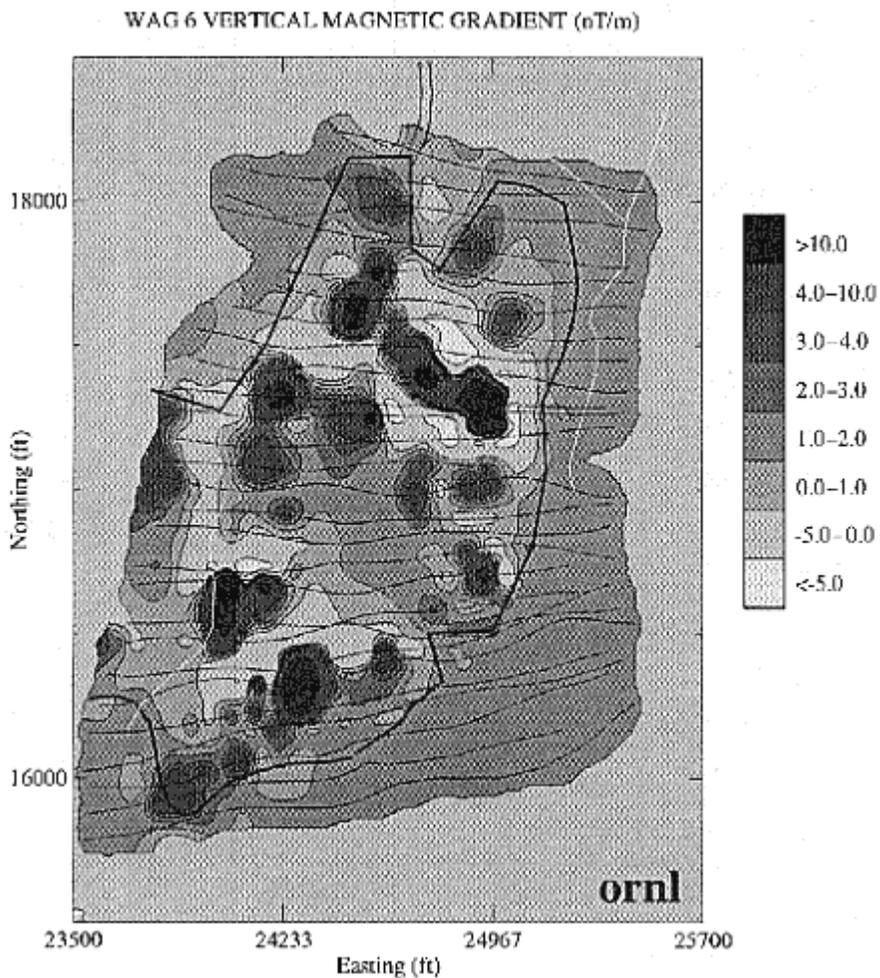 WAG 6 VERTICAL MAGNETIC GRADIENT (nT/m)
18000
>10.0
4.0-10.0
3.0-4.0
2.0-3.0
1.0-2.0
0.0-1.0
-5.0-0.0
<-5.0
Northing (ft)
16000
ornl
23500 24233 24967 25700
Easting (ft)